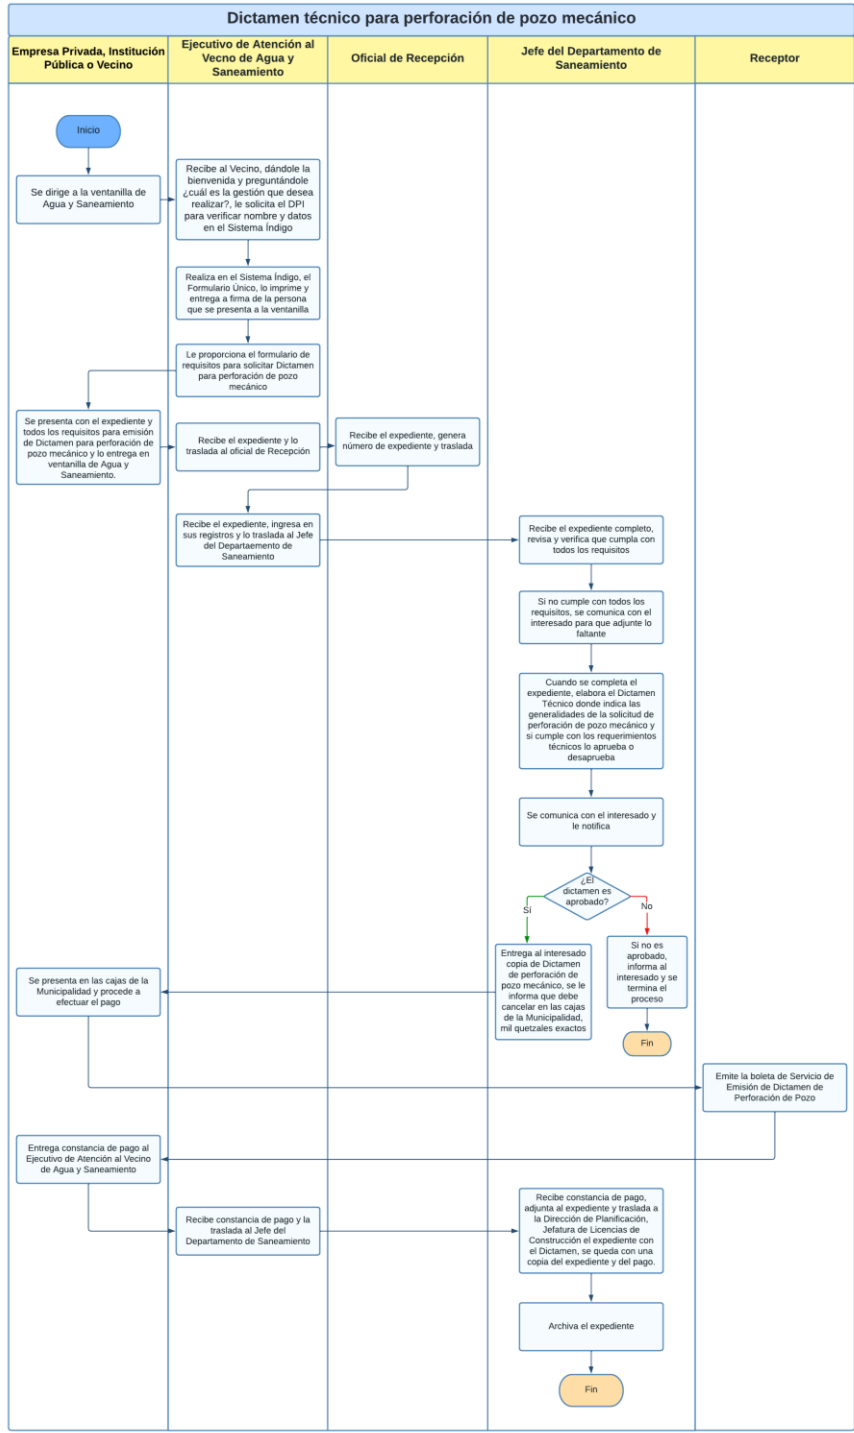 Dictamen técnico para perforación de pozo mecánico
Empresa Privada, Institución
Pública o Vecino
Ejecutivo de Atención al
Vecno de Agua y
Saneamiento
Oficial de Recepción
Jefe del Departamento de
Saneamiento
Receptor
Inicio
Se dirige a la ventanilla de
Agua y Saneamiento
Recibe al Vecino, dándole la
bienvenida y preguntándole
¿cuál es la gestión que desea
realizar?, le solicita el DPI
para verificar nombre y datos
en el Sistema Índigo
Realiza en el Sistema Índigo, el
Formulario Único, lo imprime y
entrega a firma de la persona
que se presenta a la ventanilla
Le proporciona el formulario de
requisitos para solicitar Dictamen
para perforación de pozo
mecánico
Se presenta con el expediente y
todos los requisitos para emisión
de Dictamen para perforación de
pozo mecánico y lo entrega en
ventanilla de Agua y
Saneamiento.
Recibe el expediente y lo
traslada al oficial de Recepción
Recibe el expediente, genera
número de expediente y traslada
Recibe el expediente, ingresa en
sus registros y lo traslada al Jefe
del Departaemento de
Saneamiento
Recibe el expediente completo,
revisa y verifica que cumpla con
todos los requisitos
Si no cumple con todos los
requisitos, se comunica con el
interesado para que adjunte lo
faltante
Cuando se completa el
expediente, elabora el Dictamen
Técnico donde indica las
generalidades de la solicitud de
perforación de pozo mecánico y
si cumple con los requerimientos
técnicos lo aprueba o
desaprueba
Se comunica con el interesado y
le notifica
¿El
dictamen es
aprobado?
Sí
No
Entrega al interesado
copia de Dictamen
de perforación de
pozo mecánico, se le
informa que debe
cancelar en las cajas
de la Municipalidad,
mil quetzales exactos
Si no es
aprobado,
informa al
interesado y se
termina el
proceso
Fin
Se presenta en las cajas de la
Municipalidad y procede a
efectuar el pago
Emite la boleta de Servicio de
Emisión de Dictamen de
Perforación de Pozo
Entrega constancia de pago al
Ejecutivo de Atención al Vecino
de Agua y Saneamiento
Recibe constancia de pago y la
traslada al Jefe del
Departamento de Saneamiento
Recibe constancia de pago,
adjunta al expediente y traslada a
la Dirección de Planificación,
Jefatura de Licencias de
Construcción el expediente con
el Dictamen, se queda con una
copia del expediente y del pago.
Archiva el expediente
Fin